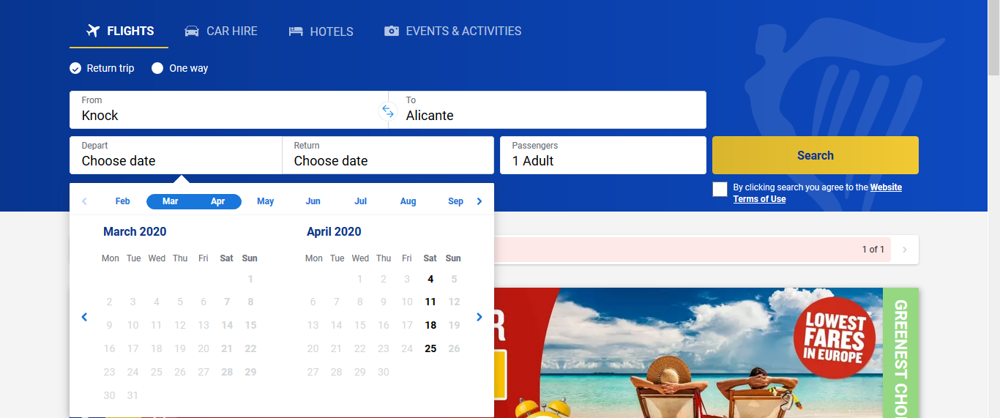 FLIGHTS CAR HIRE HOTELS EVENTS & ACTIVITIES
Return trip One way
From To
Knock Alicante
Depart Return Passengers
Choose date Choose date 1 Adult Search
By clicking search you agree to the Website
Terms of Use
Feb Mar Apr May Jun Jul Aug Sep
March 2020 April 2020
Mon Tue Wed Thu Fri Sat Sun Mon Tue Wed Thu Fri Sat Sun
1 1 2 3 4 5
2 3 4 5 6 7 8 6 7 8 9 10 11 12
9 10 11 12 13 14 15 13 14 15 16 17 18 19
16 17 18 19 20 21 22 20 21 22 23 24 25 26
23 24 25 26 27 28 29 27 28 29 30
30 31
1 of 1
R
LOWEST
FARES
IN EUROPE
GREENEST